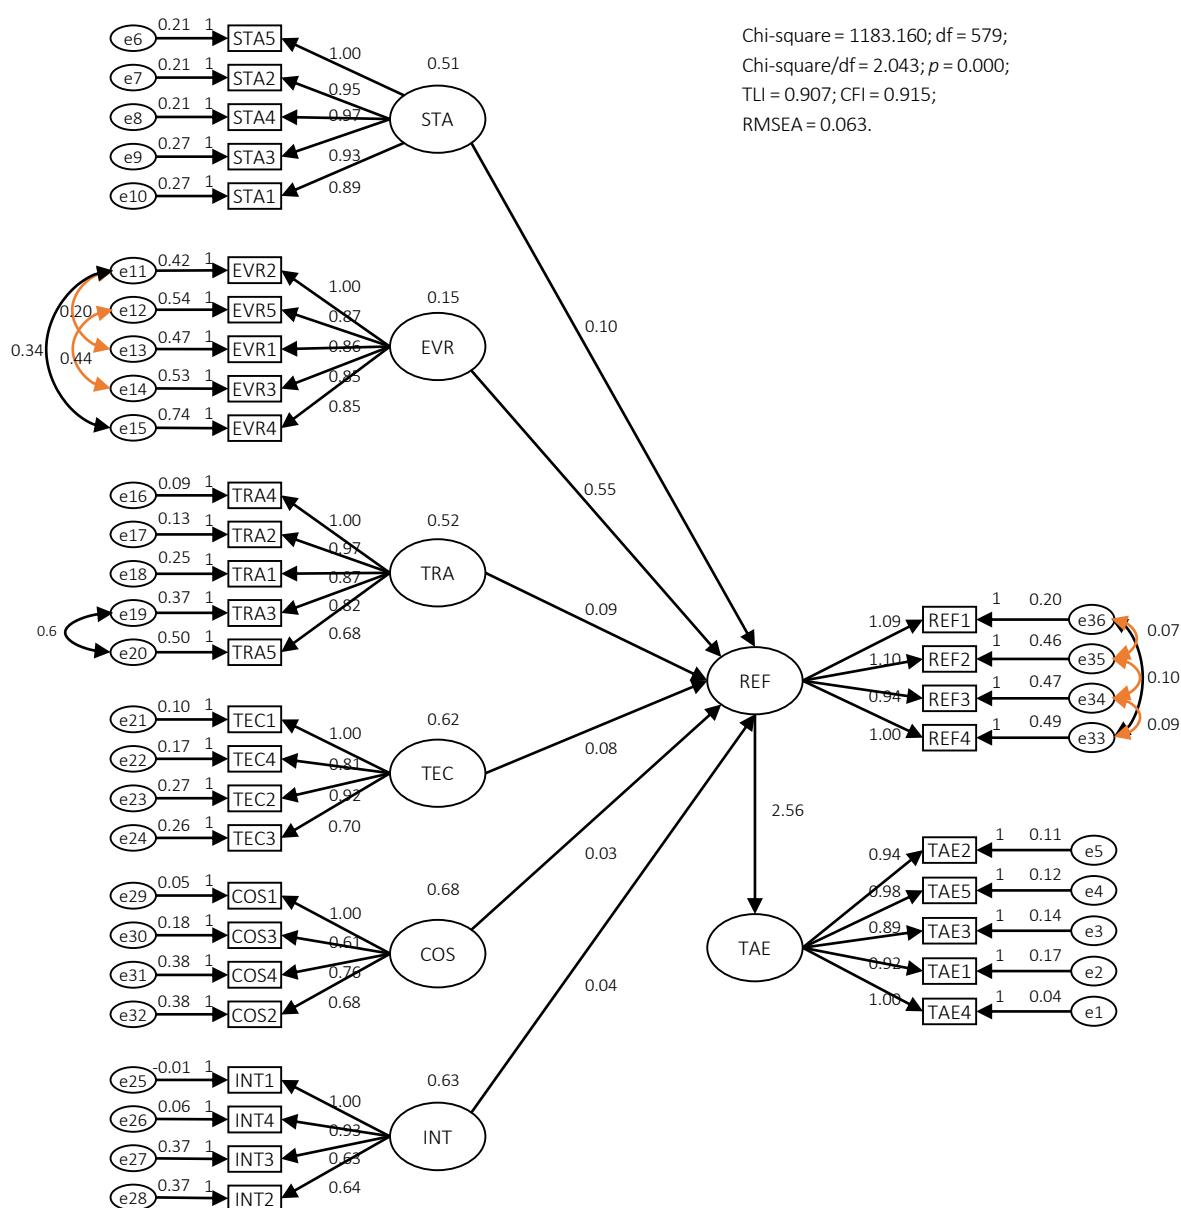 Chi-square = 1183.160; df = 579;
Chi-square/df = 2.043; p = 0.000;
TLI = 0.907; CFI = 0.915;
RMSEA = 0.063.
e6 0.21 1 STA5 1.00
e7 0.21 1 STA2 0.95
e8 0.21 1 STA4 0.97
e9 0.27 1 STA3 0.93
e10 0.27 1 STA1 0.89
0.51
STA
0.10
e11 0.42 1 EVR2 1.00
e12 0.54 1 EVR5 0.87
e13 0.47 1 EVR1 0.86
e14 0.53 1 EVR3 0.85
e15 0.74 1 EVR4 0.85
0.20
0.34
0.44
0.15
EVR
0.55
e16 0.09 1 TRA4 1.00
e17 0.13 1 TRA2 0.97
e18 0.25 1 TRA1 0.87
e19 0.37 1 TRA3 0.82
e20 0.50 1 TRA5 0.68
0.6
0.52
TRA
0.09
e21 0.10 1 TEC1 1.00
e22 0.17 1 TEC4 0.81
e23 0.27 1 TEC2 0.92
e24 0.26 1 TEC3 0.70
0.62
TEC
0.08
e29 0.05 1 COS1 1.00
e30 0.18 1 COS3 0.61
e31 0.38 1 COS4 0.76
e32 0.38 1 COS2 0.68
0.68
COS
0.03
e25 -0.01 1 INT1 1.00
e26 0.06 1 INT4 0.93
e27 0.37 1 INT3 0.63
e28 0.37 1 INT2 0.64
0.63
INT
0.04
REF
1.09 REF1 1 0.20 e36
1.10 REF2 1 0.46 e35
0.94 REF3 1 0.47 e34
1.00 REF4 1 0.49 e33
0.07
0.10
0.09
2.56
TAE
0.94 TAE2 1 0.11 e5
0.98 TAE5 1 0.12 e4
0.89 TAE3 1 0.14 e3
0.92 TAE1 1 0.17 e2
1.00 TAE4 1 0.04 e1